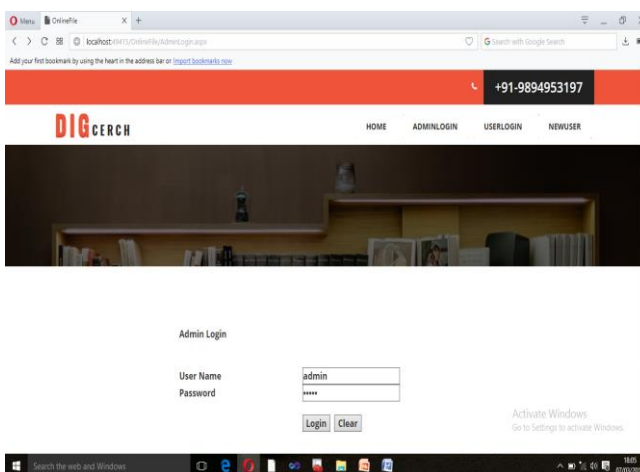 Menu OnlineFile
localhost:49415/OnlineFile/AdminLogin.aspx Search with Google Search
Add your first bookmark by using the heart in the address bar or Import bookmarks now
+91-9894953197
DIGCERCH HOME ADMINLOGIN USERLOGIN NEWUSER
Admin Login
User Name admin
Password •••••
Login Clear
Activate Windows
Go to Settings to activate Windows.
Search the web and Windows 18:05